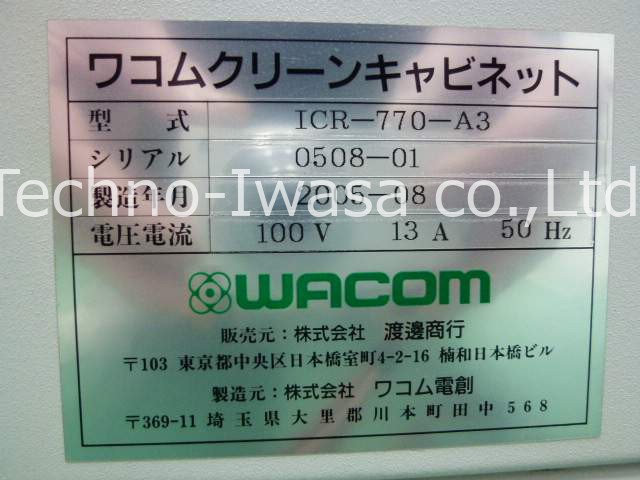 ワコムクリーンキャビネット
型 式 ICR-770-A3
シリアル 0508-01
Techno-Iwasa co.,Ltd
製造年月 2005-08
電圧電流 100 V 13 A 50 Hz
WACOM
販売元：株式会社 渡邊商行
〒103 東京都中央区日本橋室町4-2-16 楠和日本橋ビル
製造元：株式会社 ワコム電創
〒369-11 埼玉県大里郡川本町田中568